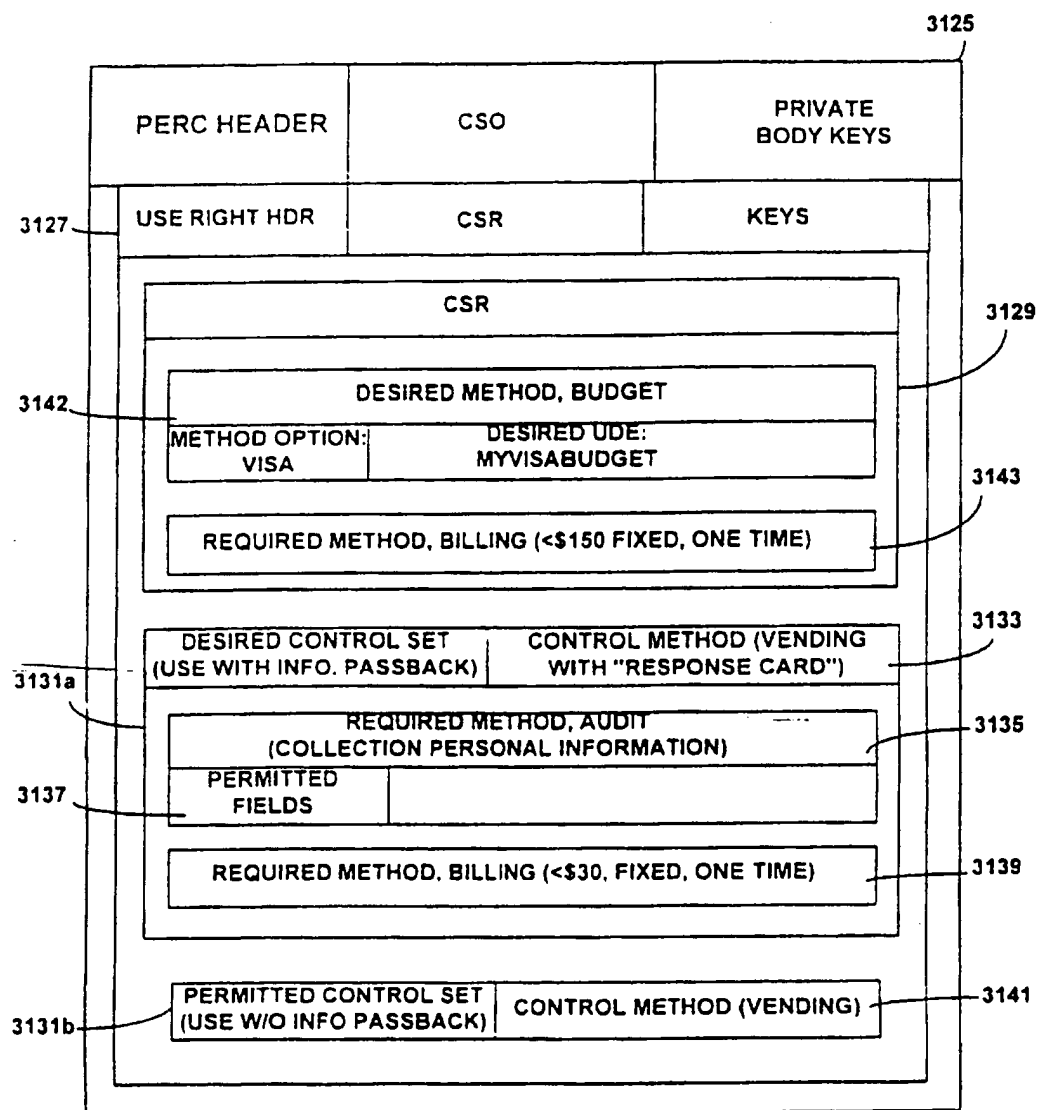 3125
PERC HEADER
CSO
PRIVATE
BODY KEYS
3127
USE RIGHT HDR
CSR
KEYS
CSR
3129
DESIRED METHOD, BUDGET
3142
METHOD OPTION:
VISA
DESIRED UDE:
MYVISABUDGET
3143
REQUIRED METHOD, BILLING (<$150 FIXED, ONE TIME)
DESIRED CONTROL SET
(USE WITH INFO. PASSBACK)
CONTROL METHOD (VENDING
WITH "RESPONSE CARD")
3133
3131a
REQUIRED METHOD, AUDIT
(COLLECTION PERSONAL INFORMATION)
3135
PERMITTED
FIELDS
3137
REQUIRED METHOD. BILLING (<$30, FIXED, ONE TIME)
3139
PERMITTED CONTROL SET
(USE W/O INFO PASSBACK)
CONTROL METHOD (VENDING)
3141
3131b